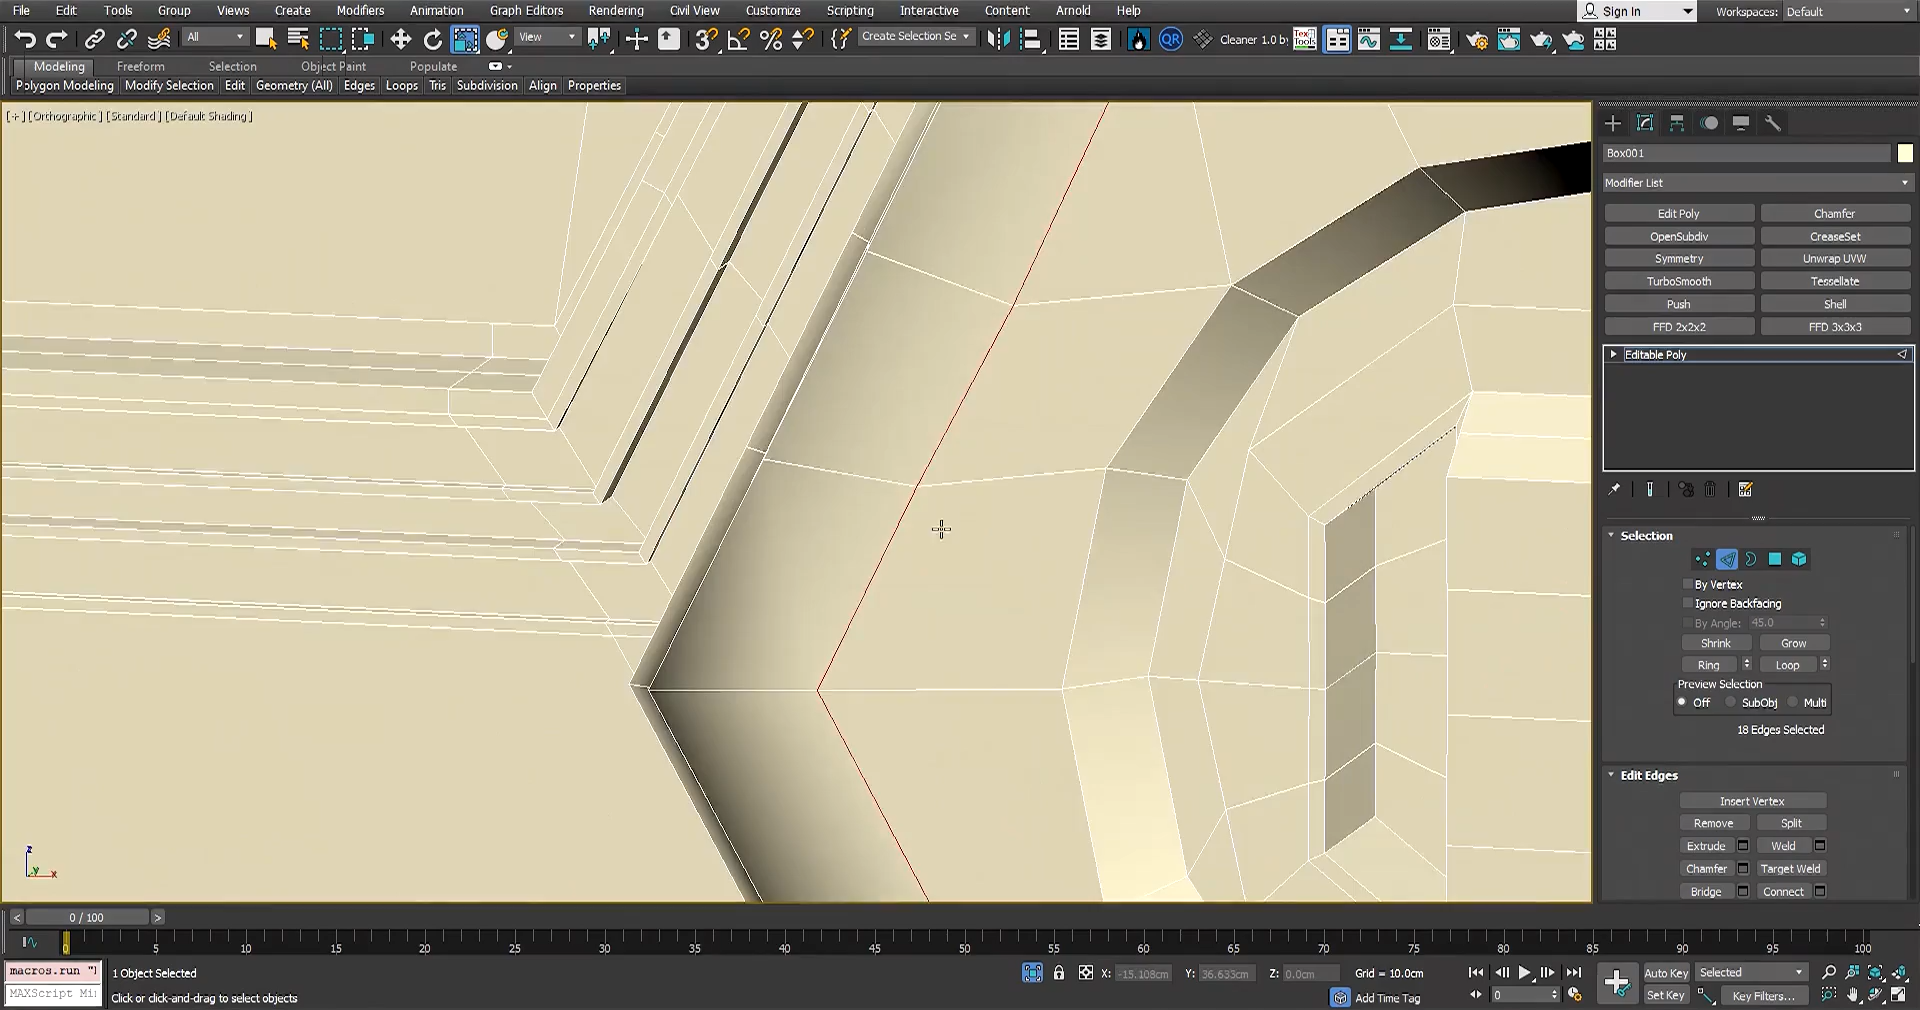 File Edit Tools Group Views Create Modifiers Animation Graph Editors Rendering Civil View Customize Scripting Interactive Content Arnold Help Sign In Workspaces: Default
All View 3 Create Selection Se QR Cleaner 1.0 by
Modeling Freeform Selection Object Paint Populate
Polygon Modeling Modify Selection Edit Geometry (All) Edges Loops Tris Subdivision Align Properties
[+] [Orthographic] [Standard] [Default Shading]
Box001
Modifier List
Edit Poly Chamfer
OpenSubdiv CreaseSet
Symmetry Unwrap UVW
TurboSmooth Tessellate
Push Shell
FFD 2x2x2 FFD 3x3x3
Editable Poly
Selection
By Vertex
Ignore Backfacing
By Angle: 45.0
Shrink Grow
Ring Loop
Preview Selection
Off SubObj Multi
18 Edges Selected
Edit Edges
Insert Vertex
Remove Split
Extrude Weld
Chamfer Target Weld
Bridge Connect
z
y x
< 0 / 100 >
0 5 10 15 20 25 30 35 40 45 50 55 60 65 70 75 80 85 90 95 100
macros.run "] 1 Object Selected X: -15.108cm Y: 36.633cm Z: 0.0cm Grid = 10.0cm Auto Key Selected
MAXScript Mi Click or click-and-drag to select objects Add Time Tag 0 Set Key Key Filters...